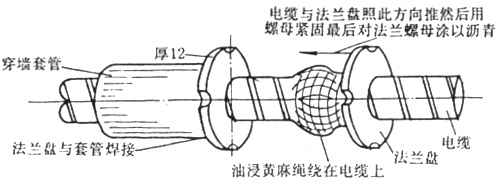 电缆与法兰盘照此方向推然后用
螺母紧固最后对法兰螺母涂以沥青
厚12
穿墙套管
法兰盘与套管焊接
油浸黄麻绳绕在电缆上
法兰盘
电缆